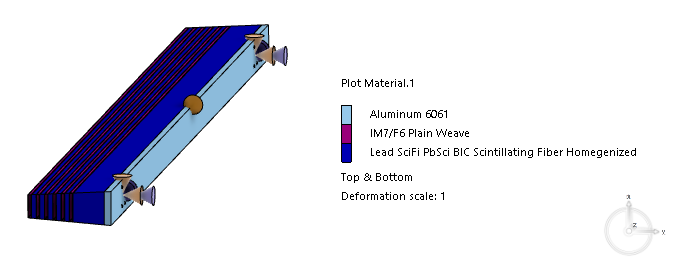 Plot Material.1
Aluminum 6061
IM7/F6 Plain Weave
Lead SciFi PbSci BIC Scintillating Fiber Homegenized
Top & Bottom
Deformation scale: 1
Z
Y